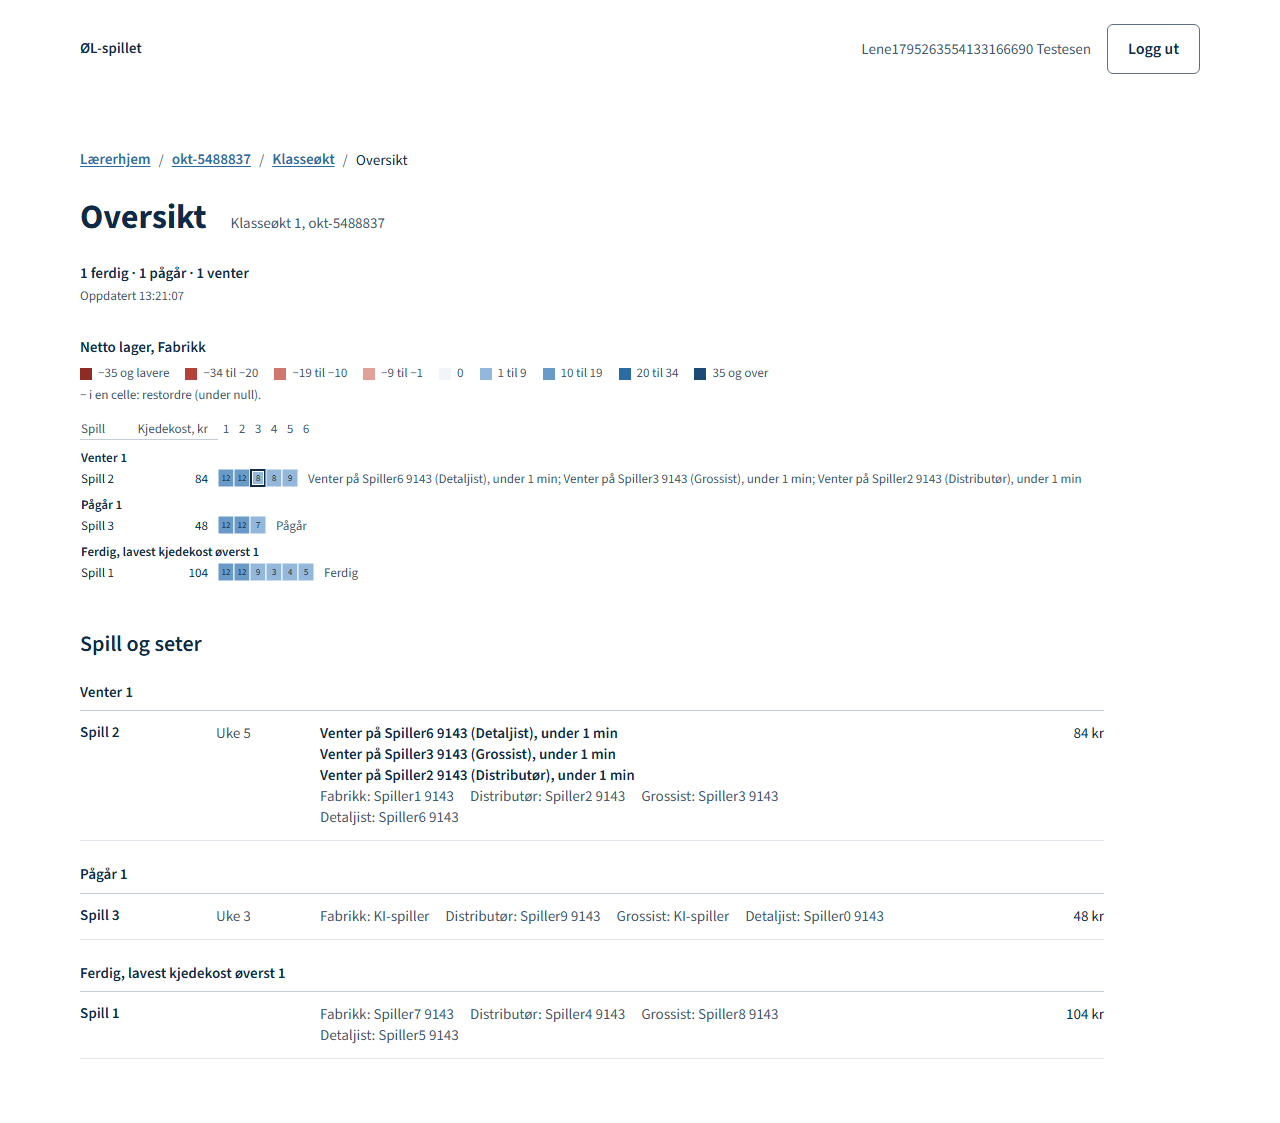 ØL-spillet
Lene1795263554133166690 Testesen
Logg ut
Lærerhjem / okt-5488837 / Klasseøkt / Oversikt
Oversikt
Klasseøkt 1, okt-5488837
1 ferdig · 1 pågår · 1 venter
Oppdatert 13:21:07
Netto lager, Fabrikk
−35 og lavere −34 til −20 −19 til −10 −9 til −1 0 1 til 9 10 til 19 20 til 34 35 og over
− i en celle: restordre (under null).
Spill Kjedekost, kr 1 2 3 4 5 6
Venter 1
Spill 2 84 12 12 8 8 9 Venter på Spiller6 9143 (Detaljist), under 1 min; Venter på Spiller3 9143 (Grossist), under 1 min; Venter på Spiller2 9143 (Distributør), under 1 min
Pågår 1
Spill 3 48 12 12 7 Pågår
Ferdig, lavest kjedekost øverst 1
Spill 1 104 12 12 9 3 4 5 Ferdig
Spill og seter
Venter 1
Spill 2 Uke 5 Venter på Spiller6 9143 (Detaljist), under 1 min 84 kr
Venter på Spiller3 9143 (Grossist), under 1 min
Venter på Spiller2 9143 (Distributør), under 1 min
Fabrikk: Spiller1 9143 Distributør: Spiller2 9143 Grossist: Spiller3 9143
Detaljist: Spiller6 9143
Pågår 1
Spill 3 Uke 3 Fabrikk: KI-spiller Distributør: Spiller9 9143 Grossist: KI-spiller Detaljist: Spiller0 9143 48 kr
Ferdig, lavest kjedekost øverst 1
Spill 1 Fabrikk: Spiller7 9143 Distributør: Spiller4 9143 Grossist: Spiller8 9143 104 kr
Detaljist: Spiller5 9143